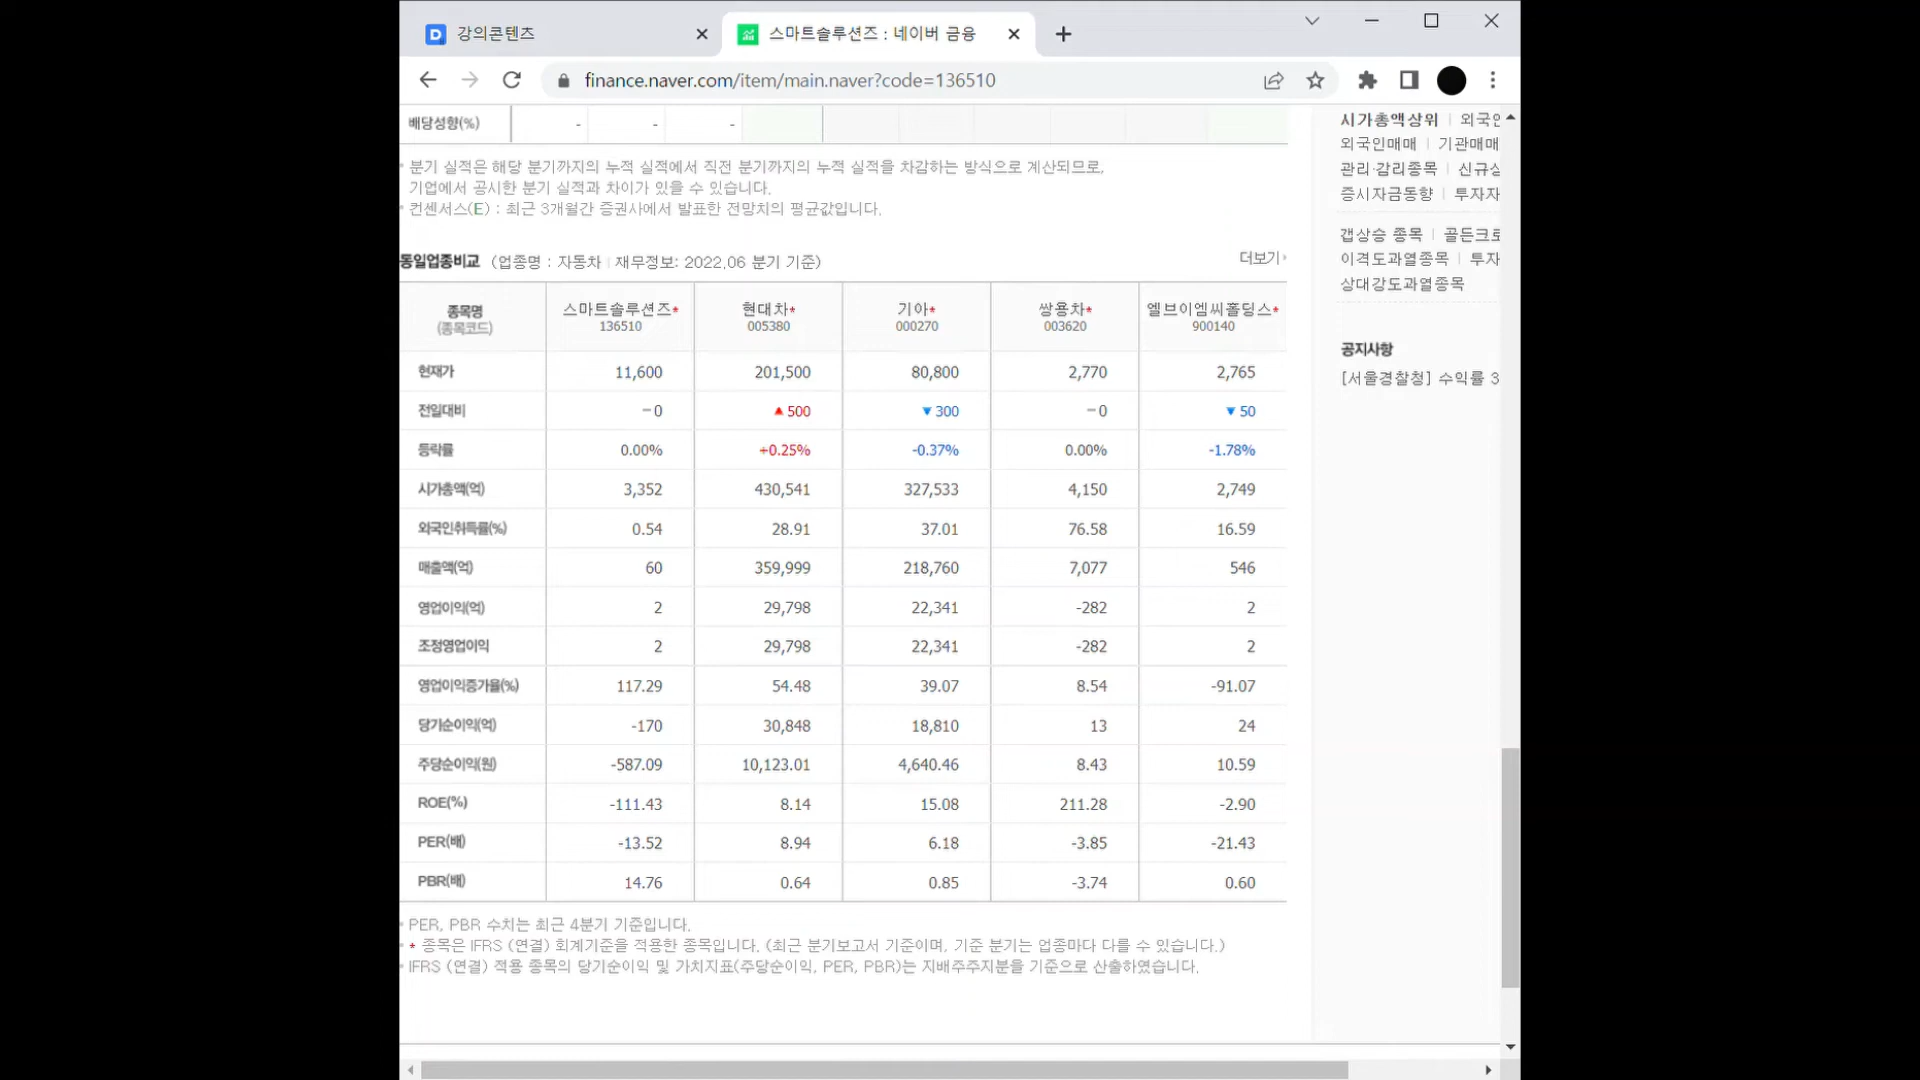 강의콘텐츠
스마트솔루션즈 : 네이버 금융
finance.naver.com/item/main.naver?code=136510
배당성향(%) - - -
분기 실적은 해당 분기까지의 누적 실적에서 직전 분기까지의 누적 실적을 차감하는 방식으로 계산되므로,
기업에서 공시한 분기 실적과 차이가 있을 수 있습니다.
컨센서스(E) : 최근 3개월간 증권사에서 발표한 전망치의 평균값입니다.
동일업종비교 (업종명 : 자동차 | 재무정보: 2022.06 분기 기준) 더보기
종목명 스마트솔루션즈* 현대차* 기아* 쌍용차* 엘브이엠씨홀딩스*
(종목코드) 136510 005380 000270 003620 900140
현재가 11,600 201,500 80,800 2,770 2,765
전일대비 -0 ▲500 ▼300 -0 ▼50
등락률 0.00% +0.25% -0.37% 0.00% -1.78%
시가총액(억) 3,352 430,541 327,533 4,150 2,749
외국인취득률(%) 0.54 28.91 37.01 76.58 16.59
매출액(억) 60 359,999 218,760 7,077 546
영업이익(억) 2 29,798 22,341 -282 2
조정영업이익 2 29,798 22,341 -282 2
영업이익증가율(%) 117.29 54.48 39.07 8.54 -91.07
당기순이익(억) -170 30,848 18,810 13 24
주당순이익(원) -587.09 10,123.01 4,640.46 8.43 10.59
ROE(%) -111.43 8.14 15.08 211.28 -2.90
PER(배) -13.52 8.94 6.18 -3.85 -21.43
PBR(배) 14.76 0.64 0.85 -3.74 0.60
PER, PBR 수치는 최근 4분기 기준입니다.
* 종목은 IFRS (연결) 회계기준을 적용한 종목입니다. (최근 분기보고서 기준이며, 기준 분기는 업종마다 다를 수 있습니다.)
IFRS (연결) 적용 종목의 당기순이익 및 가치지표(주당순이익, PER, PBR)는 지배주주지분을 기준으로 산출하였습니다.
시가총액상위 | 외국인
외국인매매 | 기관매매
관리·감리종목 | 신규상
증시자금동향 | 투자자
갭상승 종목 | 골든크로
이격도과열종목 | 투자
상대강도과열종목
공지사항
[서울경찰청] 수익률 3